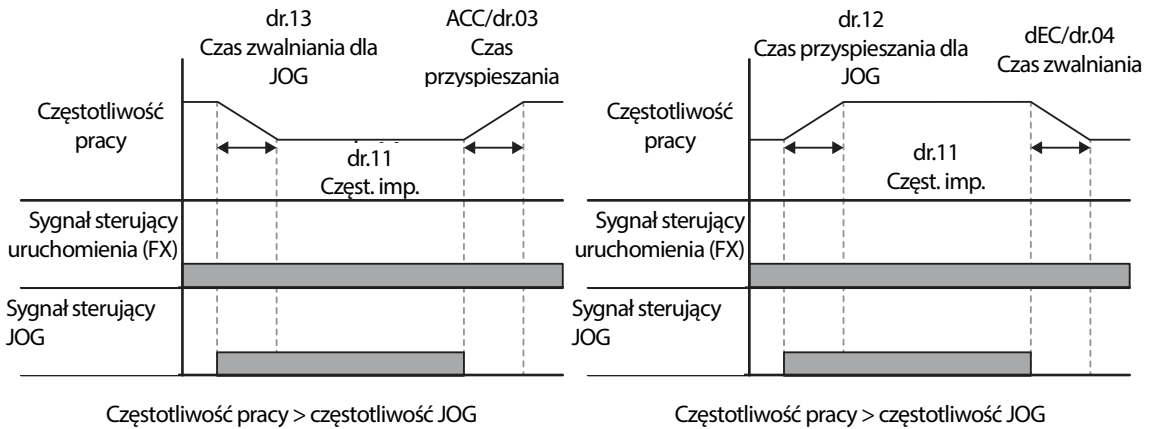 dr.13
Czas zwalniania dla
JOG
ACC/dr.03
Czas
przyspieszania
Częstotliwość
pracy
dr.11
Częst. imp.
Sygnał sterujący
uruchomienia (FX)
Sygnał sterujący
JOG
Częstotliwość pracy > częstotliwość JOG
dr.12
Czas przyspieszania dla
JOG
dEC/dr.04
Czas zwalniania
Częstotliwość
pracy
dr.11
Częst. imp.
Sygnał sterujący
uruchomienia (FX)
Sygnał sterujący
JOG
Częstotliwość pracy > częstotliwość JOG